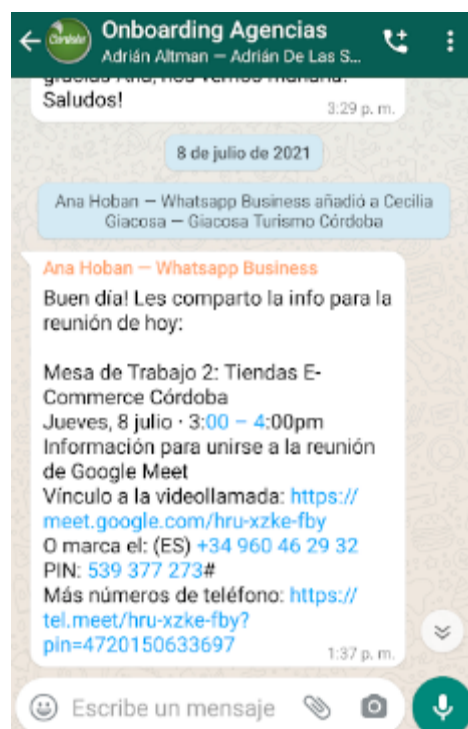 Onboarding Agencias
Adrián Altman — Adrián De Las S...
gracias Ana, nos vemos mañana.
Saludos!
3:29 p. m.
8 de julio de 2021
Ana Hoban — Whatsapp Business añadió a Cecilia
Giacosa — Giacosa Turismo Córdoba
Ana Hoban — Whatsapp Business
Buen día! Les comparto la info para la
reunión de hoy:
Mesa de Trabajo 2: Tiendas E-
Commerce Córdoba
Jueves, 8 julio · 3:00 – 4:00pm
Información para unirse a la reunión
de Google Meet
Vínculo a la videollamada: https://
meet.google.com/hru-xzke-fby
O marca el: (ES) +34 960 46 29 32
PIN: 539 377 273#
Más números de teléfono: https://
tel.meet/hru-xzke-fby?
pin=4720150633697
1:37 p. m.
Escribe un mensaje